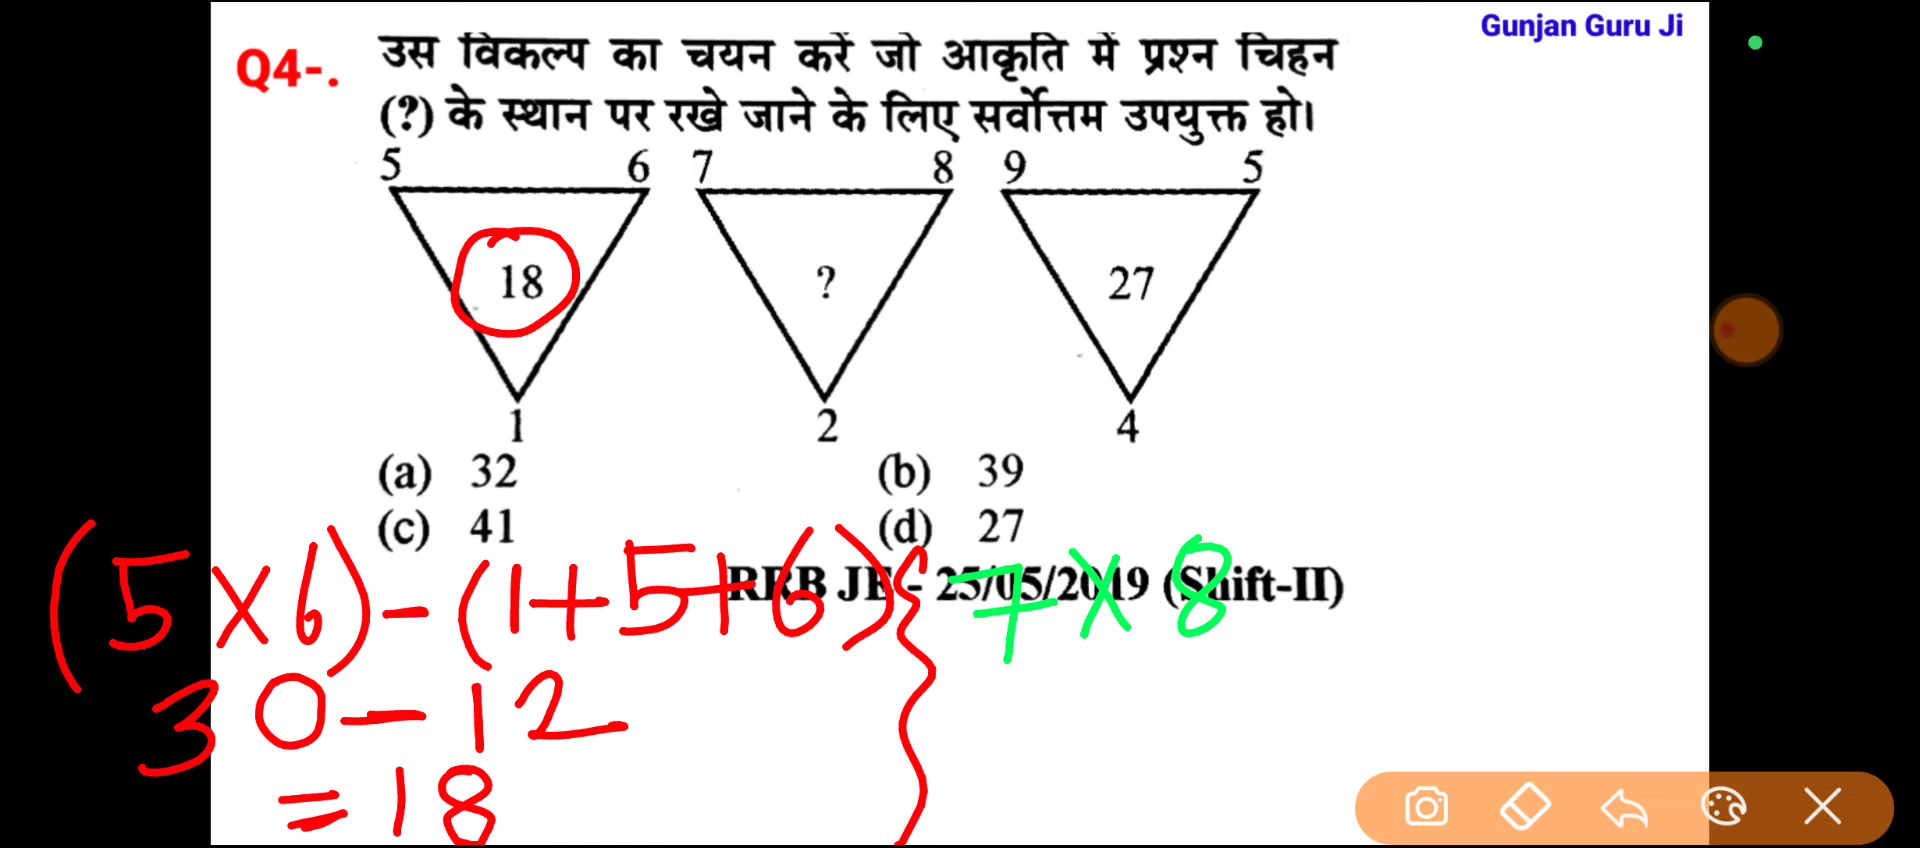 Gunjan Guru Ji
Q4-. उस विकल्प का चयन करें जो आकृति में प्रश्न चिहन
(?) के स्थान पर रखे जाने के लिए सर्वोत्तम उपयुक्त हो।
5 6 7 8 9 5
18 ? 27
1 2 4
(a) 32 (b) 39
(c) 41 (d) 27
RRB JE - 25/05/2019 (Shift-II)
(5×6)-(1+5+6) } 7×8
30-12
=18